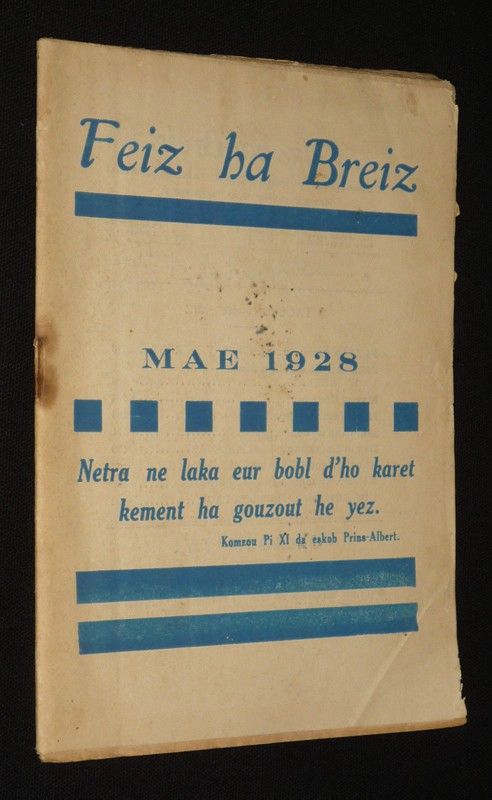 Feiz ha Breiz
MAE 1928
Netra ne laka eur bobl d'ho karet
kement ha gouzout he yez.
Komzou Pi XI da eskob Prins-Albert.